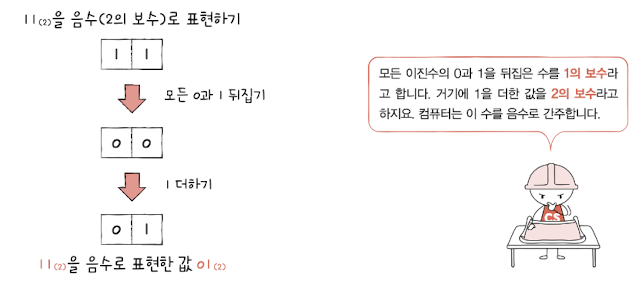 11(2)을 음수(2의 보수)로 표현하기
1 1
모든 0과 1 뒤집기
0 0
1 더하기
0 1
11(2)을 음수로 표현한 값 01(2)
모든 이진수의 0과 1을 뒤집은 수를 1의 보수라
고 합니다. 거기에 1을 더한 값을 2의 보수라고
하지요. 컴퓨터는 이 수를 음수로 간주합니다.
CS